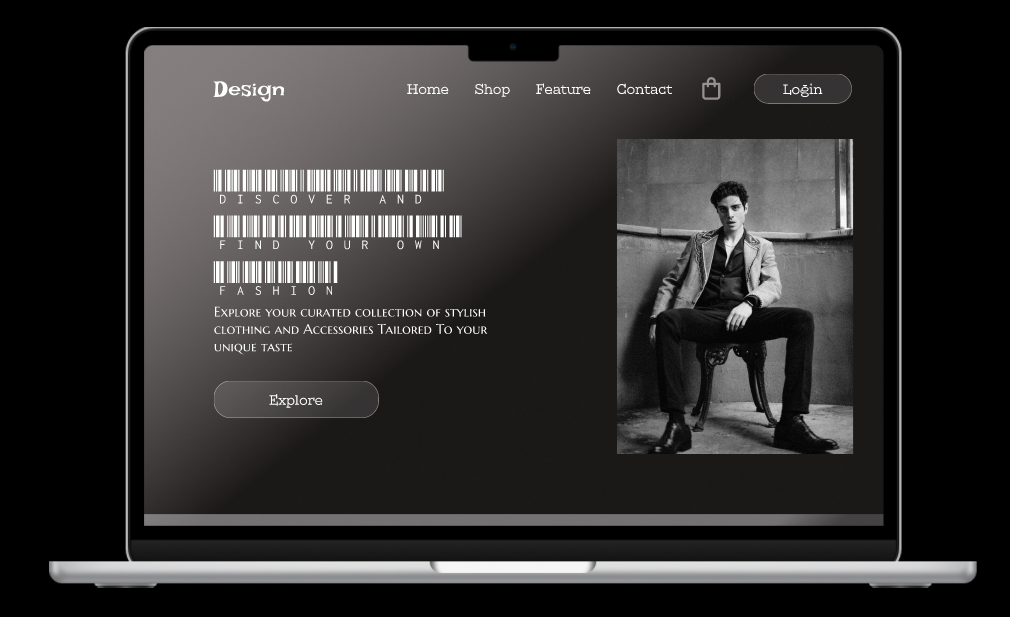 Design
Home Shop Feature Contact Login
DISCOVER AND
FIND YOUR OWN
FASHION
Explore your curated collection of stylish
clothing and Accessories Tailored To your
unique taste
Explore